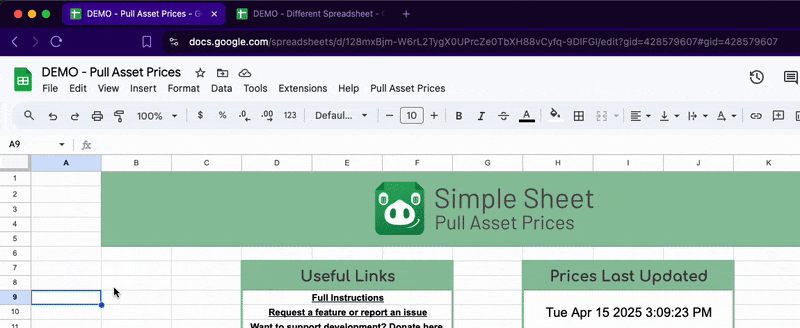 DEMO - Pull Asset Prices - G
DEMO - Different Spreadsheet -
docs.google.com/spreadsheets/d/128mxBjm-W6rL2TygX0UPrcZe0TbXH88vCyfq-9DIFGI/edit?gid=428579607#gid=428579607
DEMO - Pull Asset Prices
File Edit View Insert Format Data Tools Extensions Help Pull Asset Prices
100% $ % .0 .00 123 Defaul... 10 B I S A
A9 fx
A B C D E F G H I J K
1
2
3
4
5
6
7
8
9
10
11
Simple Sheet
Pull Asset Prices
Useful Links
Full Instructions
Request a feature or report an issue
Want to support development? Donate here
Prices Last Updated
Tue Apr 15 2025 3:09:23 PM